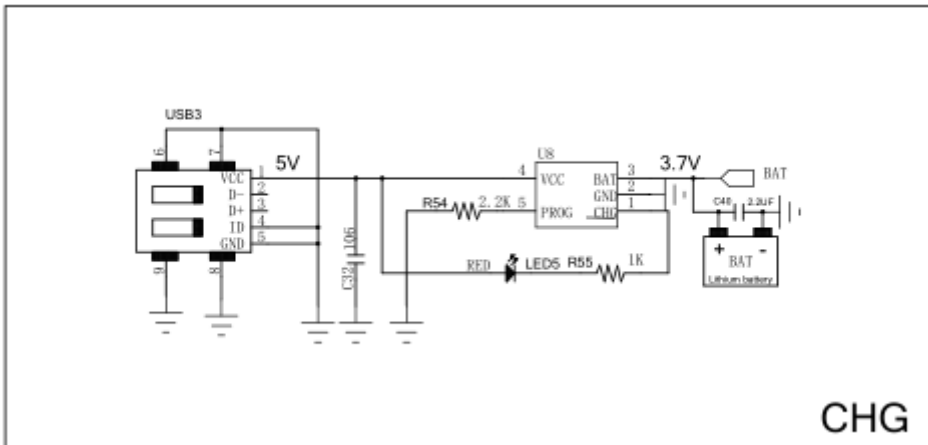 USB3
6
7
5V
VCC 1
D- 2
D+ 3
ID 4
GND 5
9
8
C32 106
R54 2.2K
U8
4 VCC
5 PROG
BAT 3
GND 2
CHG 1
3.7V
BAT
C40 2.2UF
+ -
BAT
Lithium battery
RED LED5 R55 1K
CHG